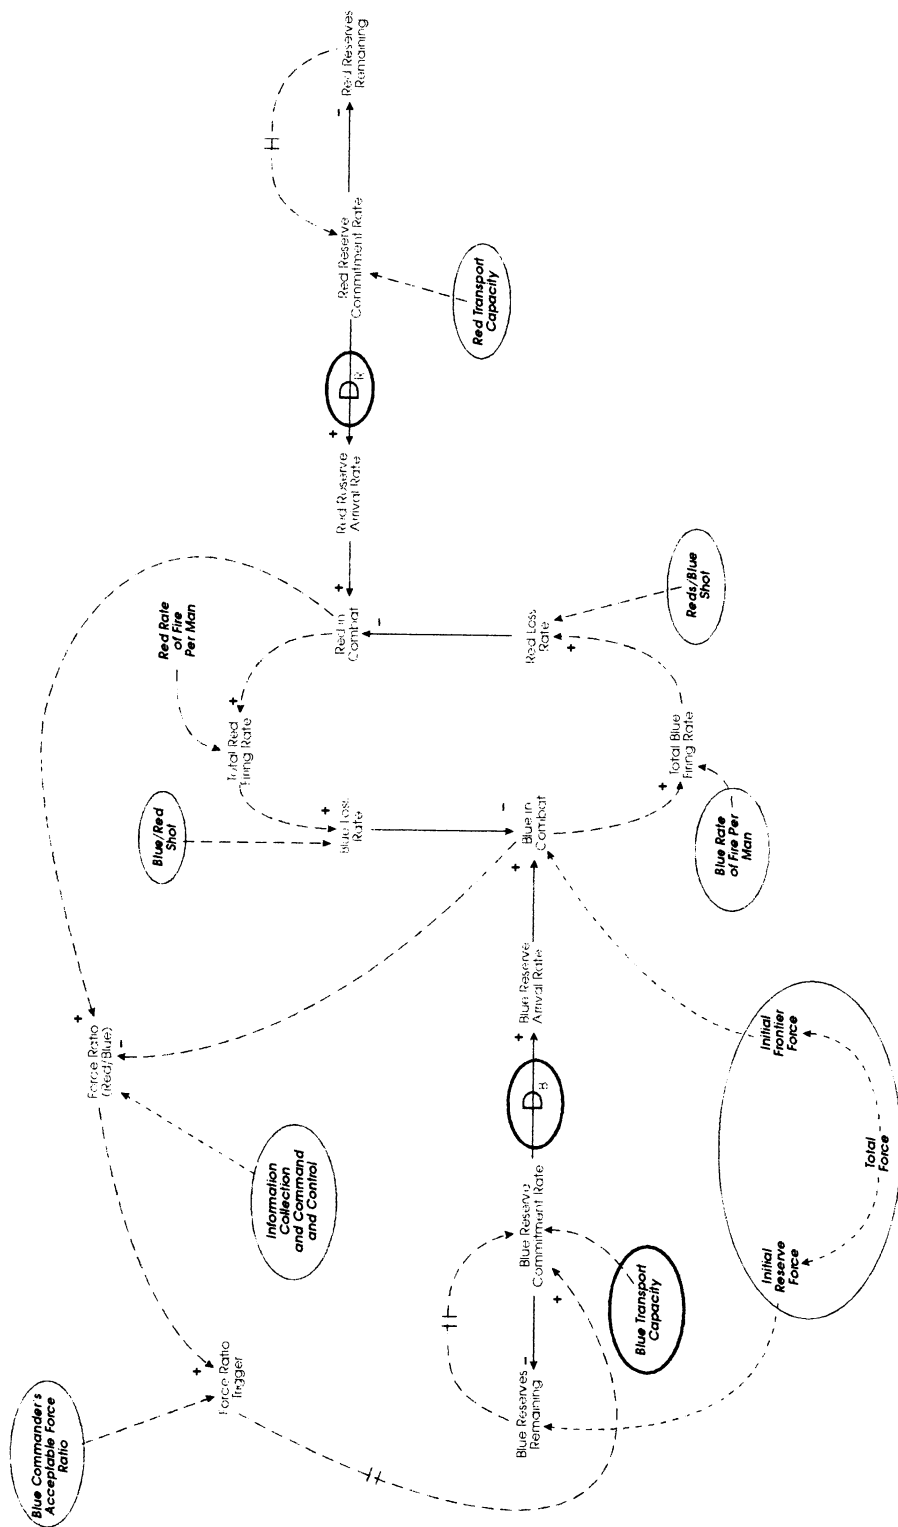 Blue Commander's
Acceptable Force
Ratio
+
Force Ratio
Trigger
Information
Collection
and Command
and Control
+
Force Ratio
(Red/Blue)
-
Blue/Red
Shot
Red Rate
of Fire
Per Man
+
Total Red
Firing Rate
+
Blue Loss
Rate
+
Red in
Combat
-
+
Red Reserve
Arrival Rate
+
D
R
Red Reserve
Commitment Rate
-
Red Reserves
Remaining
Red Transport
Capacity
Blue Reserves
Remaining
-
Blue Reserve
Commitment Rate
+
D
B
+
Blue Reserve
Arrival Rate
+
Blue in
Combat
-
Red Loss
Rate
+
Reds/Blue
Shot
Blue Transport
Capacity
+
Total Blue
Firing Rate
Blue Rate
of Fire Per
Man
Initial
Reserve
Force
Initial
Frontier
Force
Total
Force